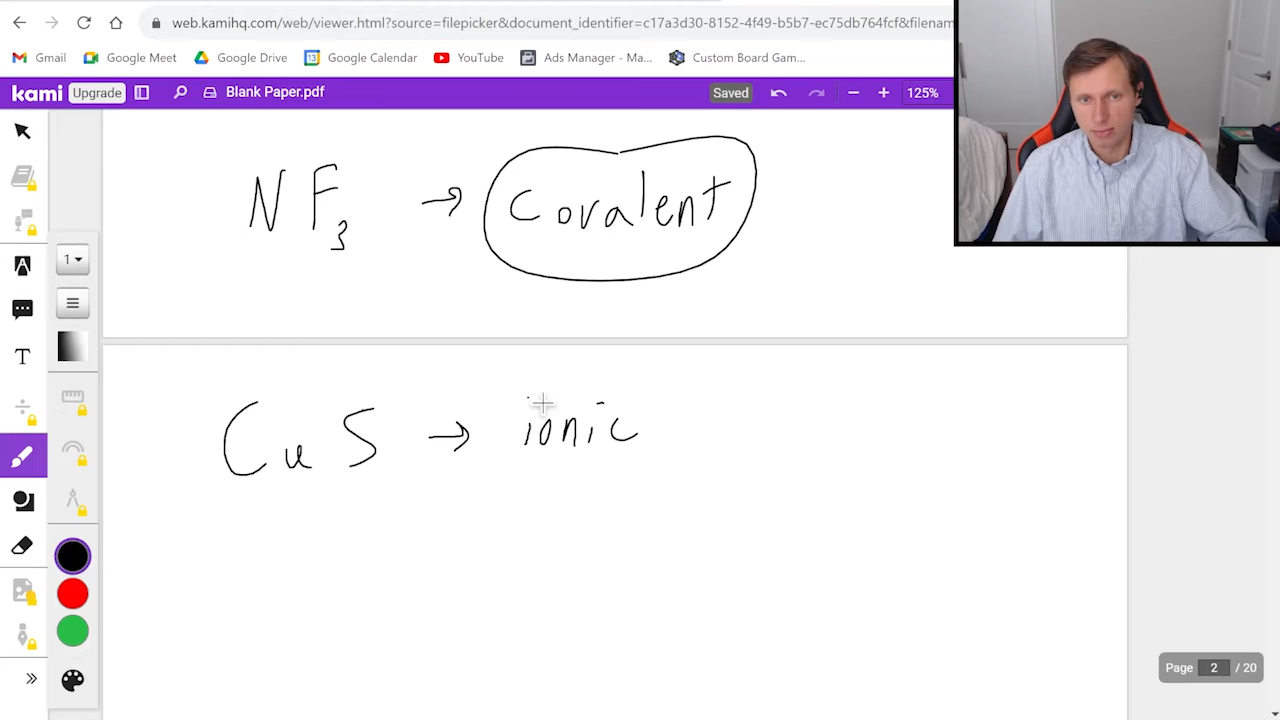 web.kamihq.com/web/viewer.html?source=filepicker&document_identifier=c17a3d30-8152-4f49-b5b7-ec75db764fcf&filenam
Gmail Google Meet Google Drive 13 Google Calendar YouTube Ads Manager - Ma... Custom Board Gam...
kami Upgrade Blank Paper.pdf Saved 125%
NF3 → Covalent
1
CuS → ionic
A
T
Page 2 / 20